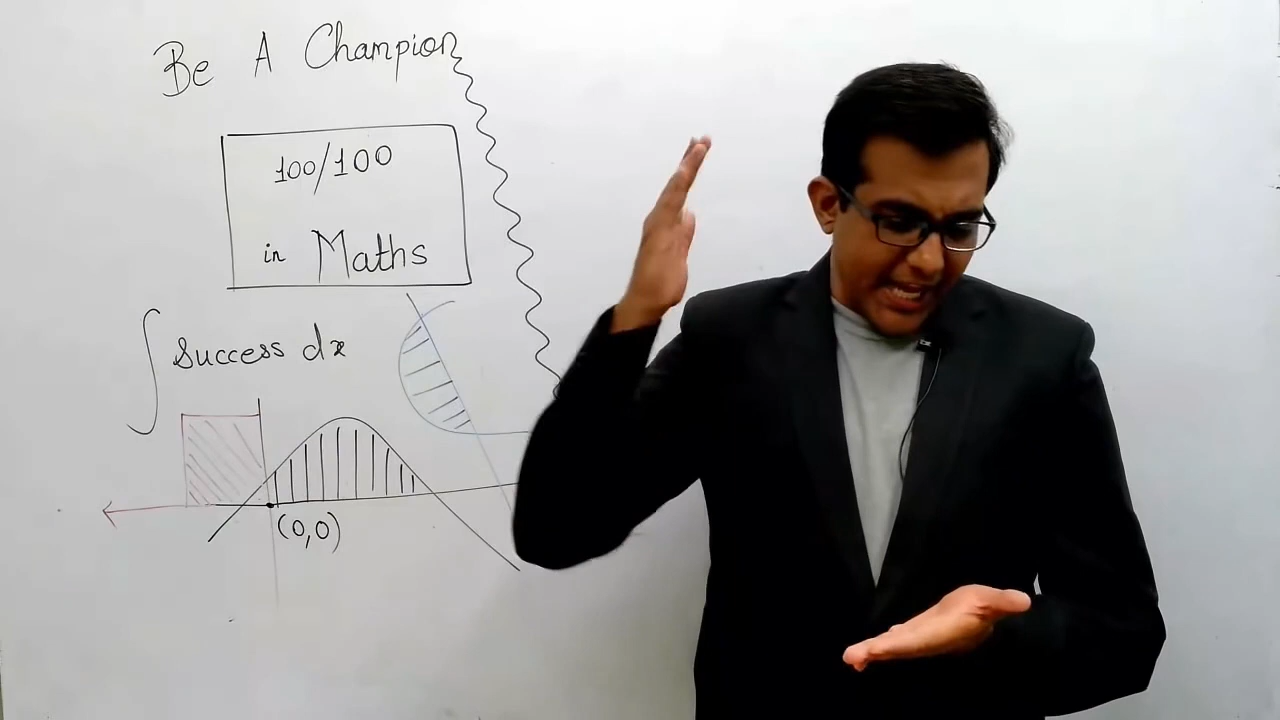 Be A Champion
100/100
in Maths
∫ success dx
(0,0)